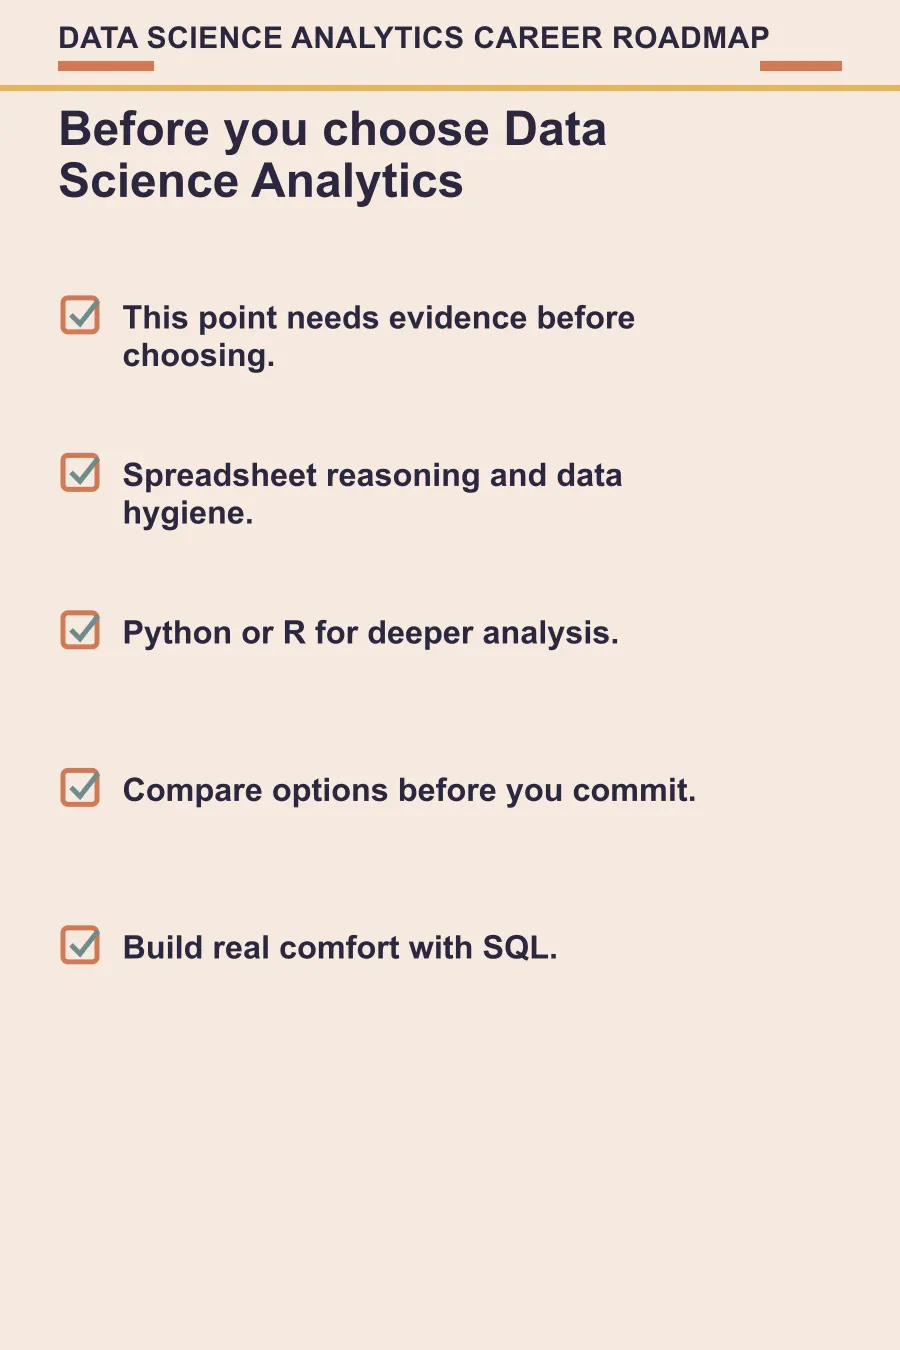 DATA SCIENCE ANALYTICS CAREER ROADMAP
Before you choose Data
Science Analytics
This point needs evidence before
choosing.
Spreadsheet reasoning and data
hygiene.
Python or R for deeper analysis.
Compare options before you commit.
Build real comfort with SQL.